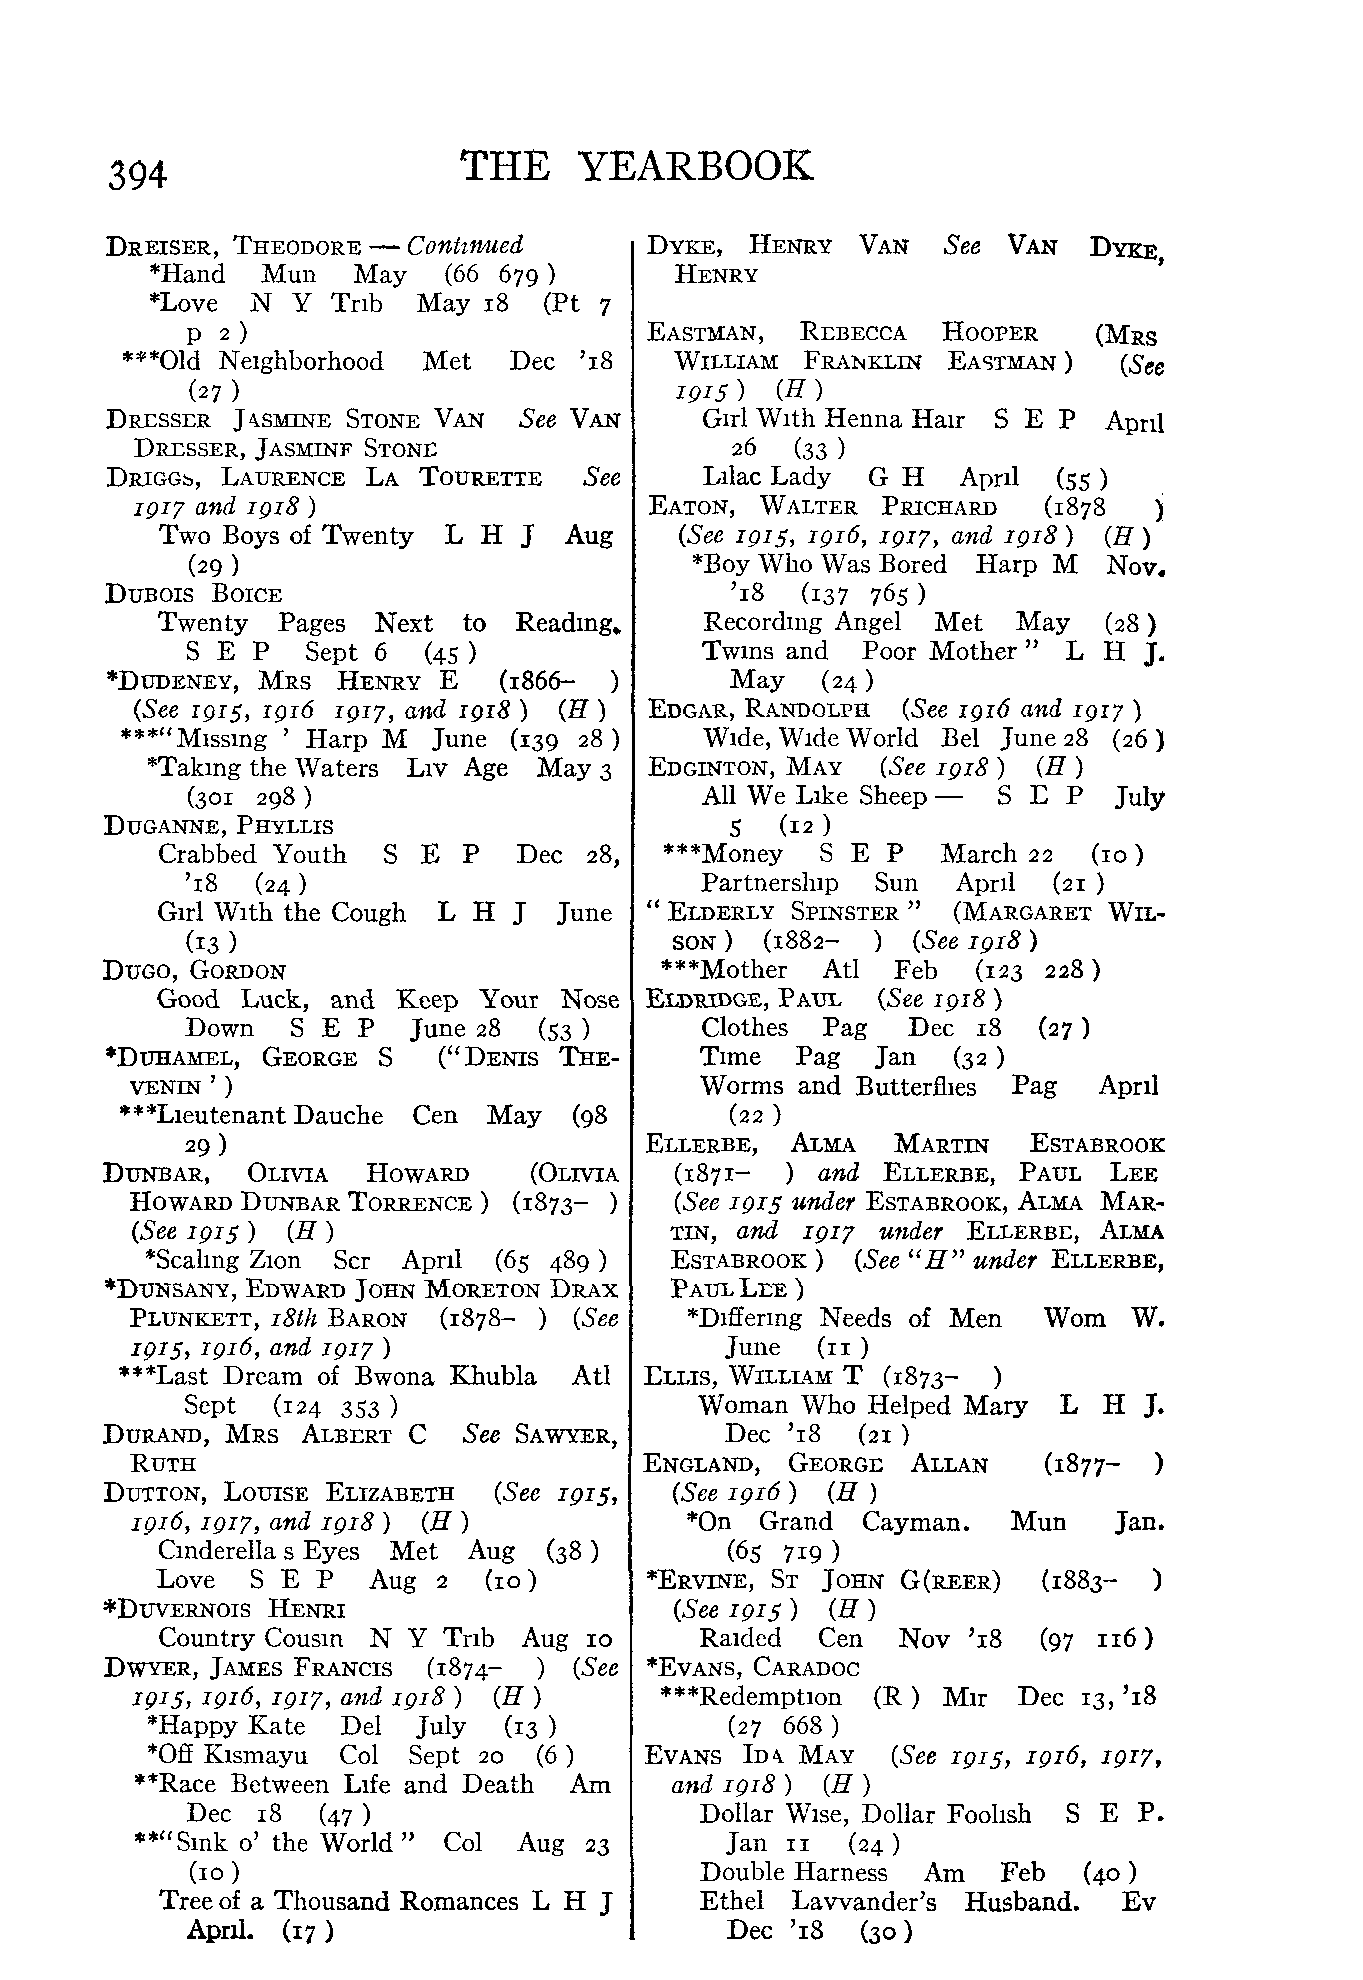 394 THE YEARBOOK
DREISER, THEODORE — Continued
*Hand Mun May (66 679)
*Love N Y Trib May 18 (Pt 7
p 2)
***Old Neighborhood Met Dec '18
(27)
DRESSER JASMINE STONE VAN See VAN
DRESSER, JASMINE STONE
DRIGGS, LAURENCE LA TOURETTE See
1917 and 1918)
Two Boys of Twenty L H J Aug
(29)
DUBOIS BOICE
Twenty Pages Next to Reading.
S E P Sept 6 (45)
*DUDENEY, MRS HENRY E (1866– )
(See 1915, 1916 1917, and 1918) (H)
***"Missing ' Harp M June (139 28)
*Taking the Waters Liv Age May 3
(301 298)
DUGANNE, PHYLLIS
Crabbed Youth S E P Dec 28,
'18 (24)
Girl With the Cough L H J June
(13)
DUGO, GORDON
Good Luck, and Keep Your Nose
Down S E P June 28 (53)
*DUHAMEL, GEORGE S ("DENIS THE-
VENIN ')
***Lieutenant Dauche Cen May (98
29)
DUNBAR, OLIVIA HOWARD (OLIVIA
HOWARD DUNBAR TORRENCE) (1873– )
(See 1915) (H)
*Scaling Zion Scr April (65 489)
*DUNSANY, EDWARD JOHN MORETON DRAX
PLUNKETT, 18th BARON (1878– ) (See
1915, 1916, and 1917)
***Last Dream of Bwona Khubla Atl
Sept (124 353)
DURAND, MRS ALBERT C See SAWYER,
RUTH
DUTTON, LOUISE ELIZABETH (See 1915,
1916, 1917, and 1918) (H)
Cinderella s Eyes Met Aug (38)
Love S E P Aug 2 (10)
*DUVERNOIS HENRI
Country Cousin N Y Trib Aug 10
DWYER, JAMES FRANCIS (1874– ) (See
1915, 1916, 1917, and 1918) (H)
*Happy Kate Del July (13)
*Off Kismayu Col Sept 20 (6)
**Race Between Life and Death Am
Dec 18 (47)
**"Sink o' the World" Col Aug 23
(10)
Tree of a Thousand Romances L H J
April. (17)
DYKE, HENRY VAN See VAN DYKE,
HENRY
EASTMAN, REBECCA HOOPER (MRS
WILLIAM FRANKLIN EASTMAN) (See
1915) (H)
Girl With Henna Hair S E P April
26 (33)
Lilac Lady G H April (55)
EATON, WALTER PRICHARD (1878 )
(See 1915, 1916, 1917, and 1918) (H)
*Boy Who Was Bored Harp M Nov.
'18 (137 765)
Recording Angel Met May (28)
Twins and Poor Mother" L H J.
May (24)
EDGAR, RANDOLPH (See 1916 and 1917)
Wide, Wide World Bel June 28 (26)
EDGINTON, MAY (See 1918) (H)
All We Like Sheep — S E P July
5 (12)
***Money S E P March 22 (10)
Partnership Sun April (21)
"ELDERLY SPINSTER" (MARGARET WIL-
SON) (1882– ) (See 1918)
***Mother Atl Feb (123 228)
ELDRIDGE, PAUL (See 1918)
Clothes Pag Dec 18 (27)
Time Pag Jan (32)
Worms and Butterflies Pag April
(22)
ELLERBE, ALMA MARTIN ESTABROOK
(1871– ) and ELLERBE, PAUL LEE
(See 1915 under ESTABROOK, ALMA MAR-
TIN, and 1917 under ELLERBE, ALMA
ESTABROOK) (See "H" under ELLERBE,
PAUL LEE)
*Differing Needs of Men Wom W.
June (11)
ELLIS, WILLIAM T (1873– )
Woman Who Helped Mary L H J.
Dec '18 (21)
ENGLAND, GEORGE ALLAN (1877– )
(See 1916) (H)
*On Grand Cayman. Mun Jan.
(65 719)
*ERVINE, ST JOHN G(REER) (1883– )
(See 1915) (H)
Raided Cen Nov '18 (97 116)
*EVANS, CARADOC
***Redemption (R) Mir Dec 13, '18
(27 668)
EVANS IDA MAY (See 1915, 1916, 1917,
and 1918) (H)
Dollar Wise, Dollar Foolish S E P.
Jan 11 (24)
Double Harness Am Feb (40)
Ethel Lavvander's Husband. Ev
Dec '18 (30)